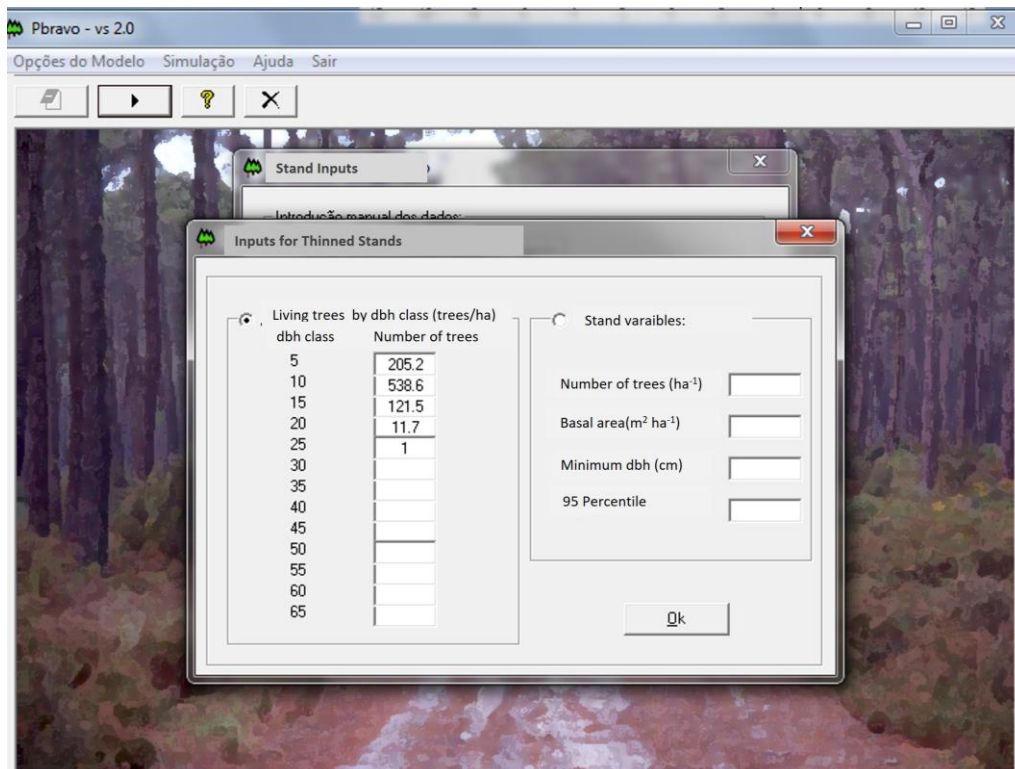 Pbravo - vs 2.0
Opções do Modelo Simulação Ajuda Sair
Stand Inputs
Introdução manual dos dados:
Inputs for Thinned Stands
Living trees by dbh class (trees/ha)
dbh class Number of trees
5 205.2
10 538.6
15 121.5
20 11.7
25 1
30
35
40
45
50
55
60
65
Stand varaibles:
Number of trees (ha⁻¹)
Basal area(m² ha⁻¹)
Minimum dbh (cm)
95 Percentile
Ok